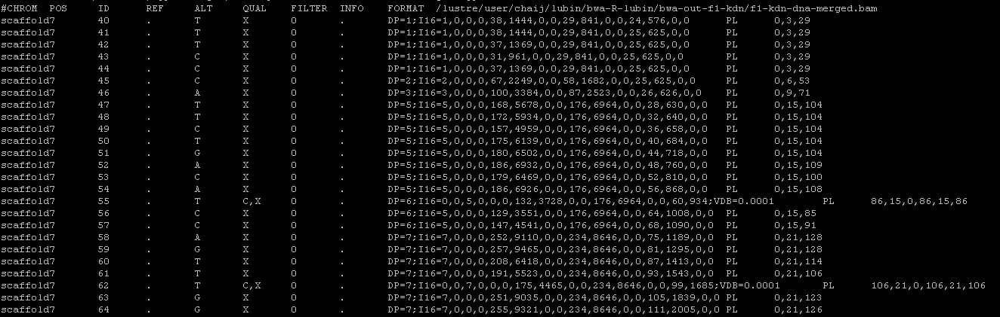 #CHROM POS ID REF ALT QUAL FILTER INFO FORMAT /lustre/user/chaij/lubin/bwa-R-lubin/bwa-out-f1-kdn/f1-kdn-dna-merged.bam
scaffold7 40 . T X 0 . DP=1;I16=1,0,0,0,38,1444,0,0,29,841,0,0,24,576,0,0 PL 0,3,29
scaffold7 41 . T X 0 . DP=1;I16=1,0,0,0,38,1444,0,0,29,841,0,0,25,625,0,0 PL 0,3,29
scaffold7 42 . T X 0 . DP=1;I16=1,0,0,0,37,1369,0,0,29,841,0,0,25,625,0,0 PL 0,3,29
scaffold7 43 . C X 0 . DP=1;I16=1,0,0,0,31,961,0,0,29,841,0,0,25,625,0,0 PL 0,3,29
scaffold7 44 . C X 0 . DP=1;I16=1,0,0,0,37,1369,0,0,29,841,0,0,25,625,0,0 PL 0,3,29
scaffold7 45 . C X 0 . DP=2;I16=2,0,0,0,67,2249,0,0,58,1682,0,0,25,625,0,0 PL 0,6,53
scaffold7 46 . A X 0 . DP=3;I16=3,0,0,0,100,3384,0,0,87,2523,0,0,26,626,0,0 PL 0,9,71
scaffold7 47 . T X 0 . DP=5;I16=5,0,0,0,168,5678,0,0,176,6964,0,0,28,630,0,0 PL 0,15,104
scaffold7 48 . T X 0 . DP=5;I16=5,0,0,0,172,5934,0,0,176,6964,0,0,32,640,0,0 PL 0,15,104
scaffold7 49 . C X 0 . DP=5;I16=5,0,0,0,157,4959,0,0,176,6964,0,0,36,658,0,0 PL 0,15,104
scaffold7 50 . T X 0 . DP=5;I16=5,0,0,0,175,6139,0,0,176,6964,0,0,40,684,0,0 PL 0,15,104
scaffold7 51 . G X 0 . DP=5;I16=5,0,0,0,180,6502,0,0,176,6964,0,0,44,718,0,0 PL 0,15,104
scaffold7 52 . A X 0 . DP=5;I16=5,0,0,0,186,6932,0,0,176,6964,0,0,48,760,0,0 PL 0,15,109
scaffold7 53 . C X 0 . DP=5;I16=5,0,0,0,179,6469,0,0,176,6964,0,0,52,810,0,0 PL 0,15,100
scaffold7 54 . A X 0 . DP=5;I16=5,0,0,0,186,6926,0,0,176,6964,0,0,56,868,0,0 PL 0,15,108
scaffold7 55 . T C,X 0 . DP=6;I16=0,0,5,0,0,0,132,3728,0,0,176,6964,0,0,60,934;VDB=0.0001 PL 86,15,0,86,15,86
scaffold7 56 . C X 0 . DP=6;I16=5,0,0,0,129,3551,0,0,176,6964,0,0,64,1008,0,0 PL 0,15,85
scaffold7 57 . C X 0 . DP=6;I16=5,0,0,0,147,4541,0,0,176,6964,0,0,68,1090,0,0 PL 0,15,91
scaffold7 58 . A X 0 . DP=7;I16=7,0,0,0,252,9110,0,0,234,8646,0,0,75,1189,0,0 PL 0,21,128
scaffold7 59 . G X 0 . DP=7;I16=7,0,0,0,257,9465,0,0,234,8646,0,0,81,1295,0,0 PL 0,21,128
scaffold7 60 . T X 0 . DP=7;I16=7,0,0,0,208,6418,0,0,234,8646,0,0,87,1413,0,0 PL 0,21,114
scaffold7 61 . T X 0 . DP=7;I16=7,0,0,0,191,5523,0,0,234,8646,0,0,93,1543,0,0 PL 0,21,106
scaffold7 62 . T C,X 0 . DP=7;I16=0,0,7,0,0,0,175,4465,0,0,234,8646,0,0,99,1685;VDB=0.0001 PL 106,21,0,106,21,106
scaffold7 63 . G X 0 . DP=7;I16=7,0,0,0,251,9035,0,0,234,8646,0,0,105,1839,0,0 PL 0,21,123
scaffold7 64 . G X 0 . DP=7;I16=7,0,0,0,255,9321,0,0,234,8646,0,0,111,2005,0,0 PL 0,21,126